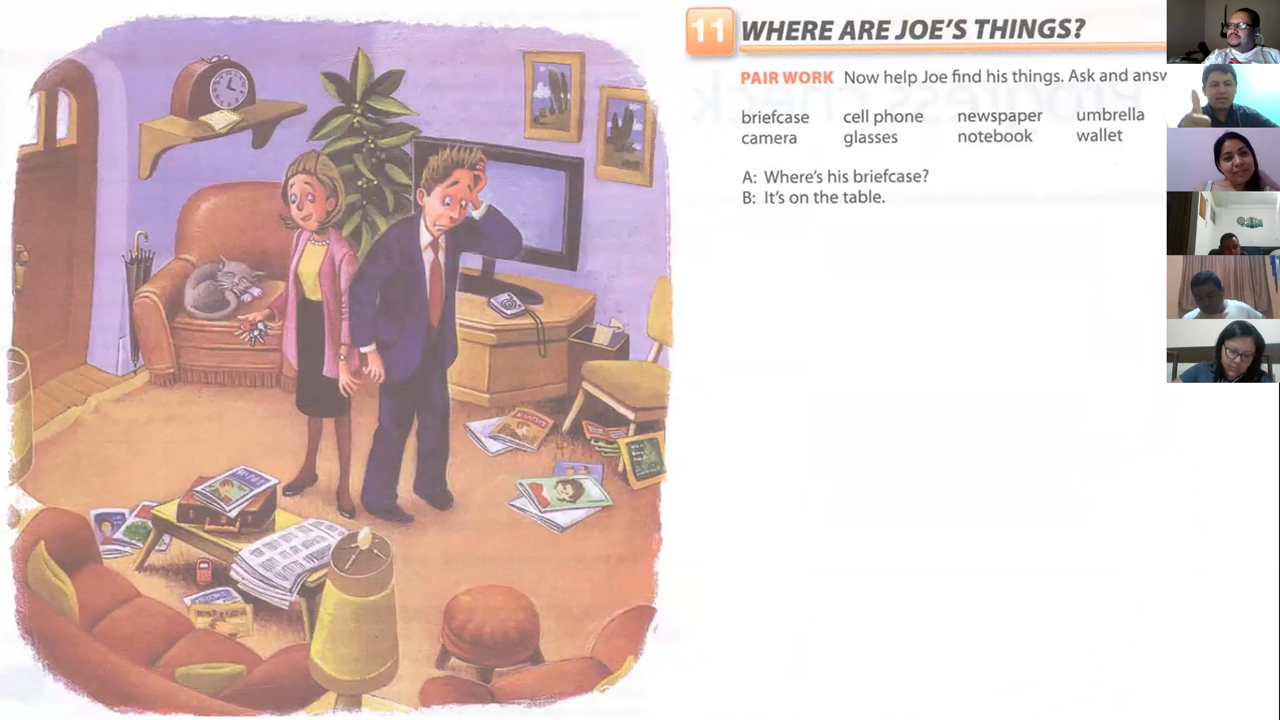 11 WHERE ARE JOE'S THINGS?
PAIR WORK Now help Joe find his things. Ask and
briefcase cell phone newspaper umbrella
camera glasses notebook wallet
A: Where's his briefcase?
B: It's on the table.